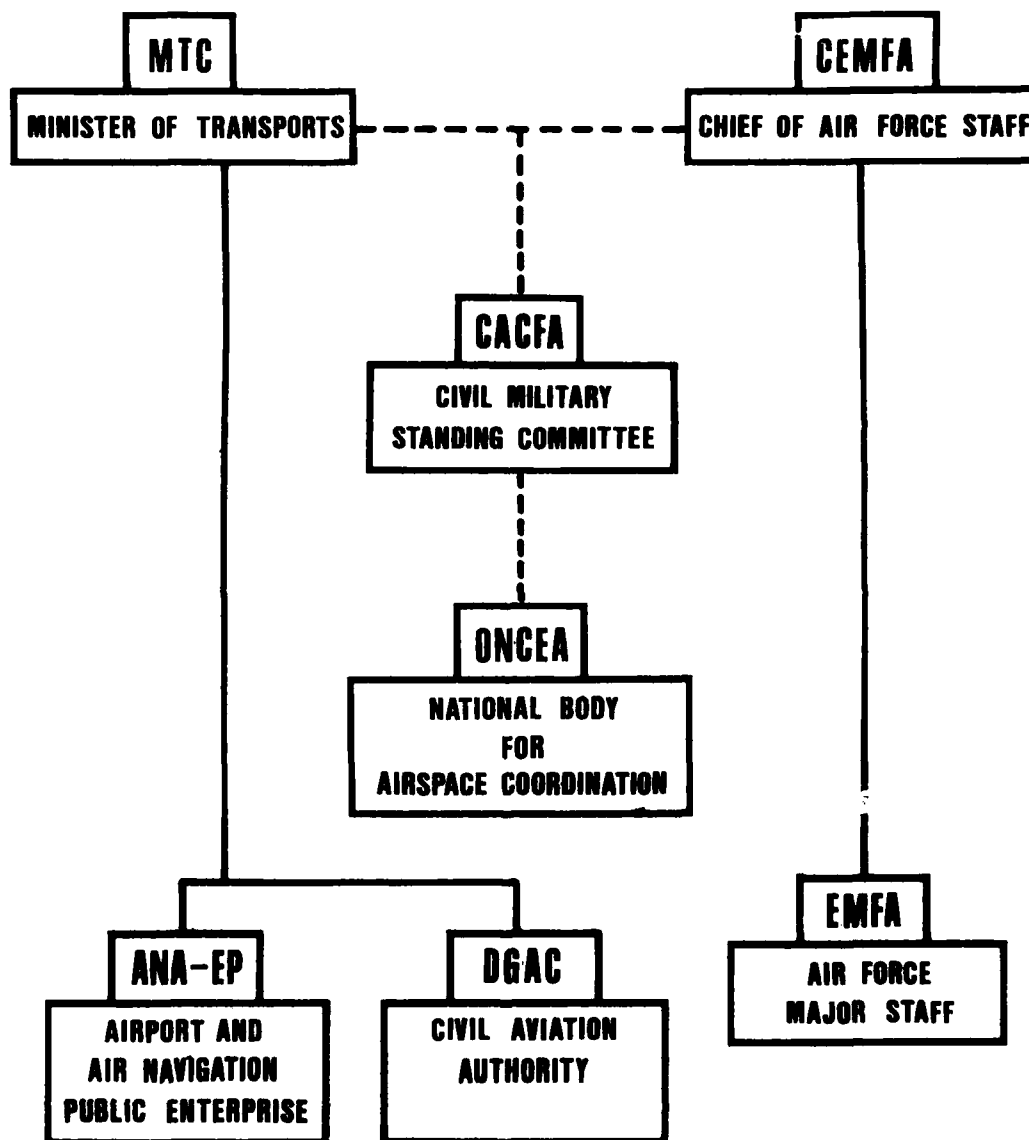 MTC
MINISTER OF TRANSPORTS
CEMFA
CHIEF OF AIR FORCE STAFF
CACFA
CIVIL MILITARY
STANDING COMMITTEE
ONCEA
NATIONAL BODY
FOR
AIRSPACE COORDINATION
ANA-EP
AIRPORT AND
AIR NAVIGATION
PUBLIC ENTERPRISE
DGAC
CIVIL AVIATION
AUTHORITY
EMFA
AIR FORCE
MAJOR STAFF